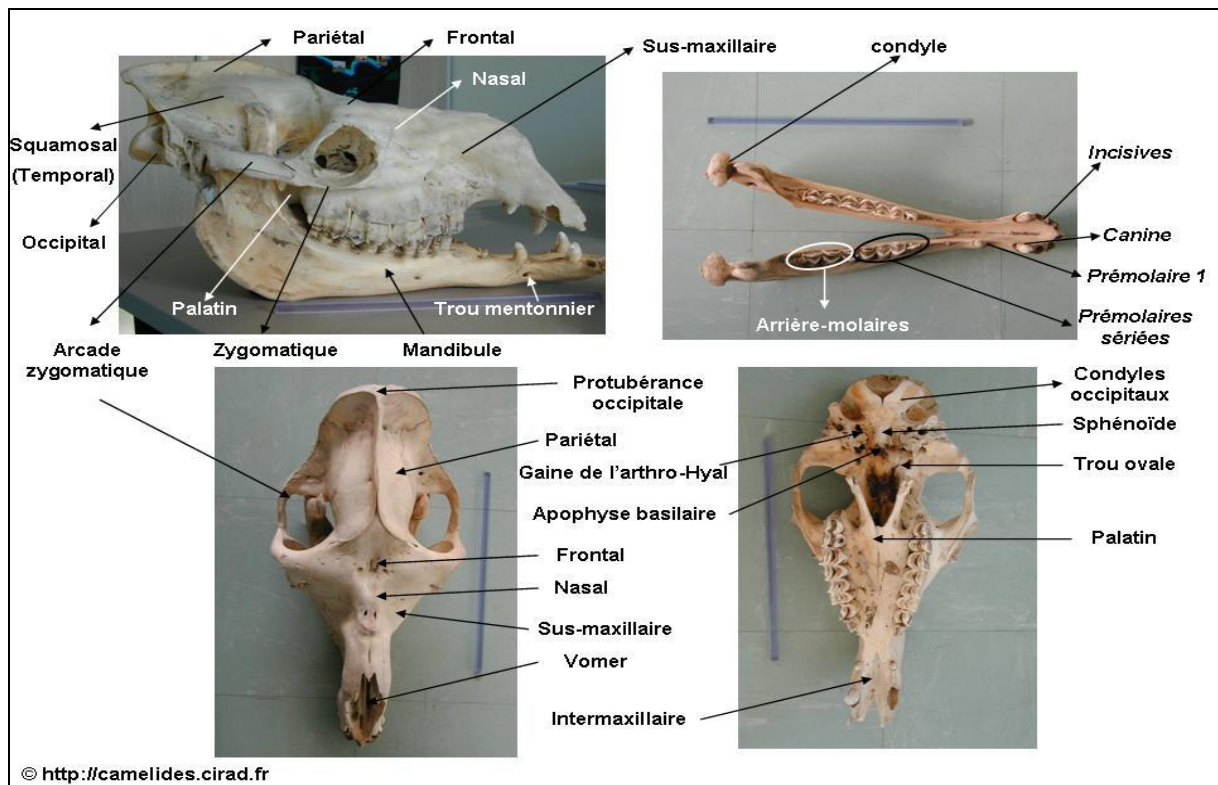 Pariétal
Frontal
Sus-maxillaire
condyle
Nasal
Squamosal
(Temporal)
Incisives
Occipital
Canine
Palatin
Trou mentonnier
Prémolaire 1
Arrière-molaires
Prémolaires
sériées
Arcade
zygomatique
Zygomatique
Mandibule
Protubérance
occipitale
Condyles
occipitaux
Sphénoïde
Pariétal
Gaine de l'arthro-Hyal
Trou ovale
Apophyse basilaire
Palatin
Frontal
Nasal
Sus-maxillaire
Vomer
Intermaxillaire
© http://camelides.cirad.fr